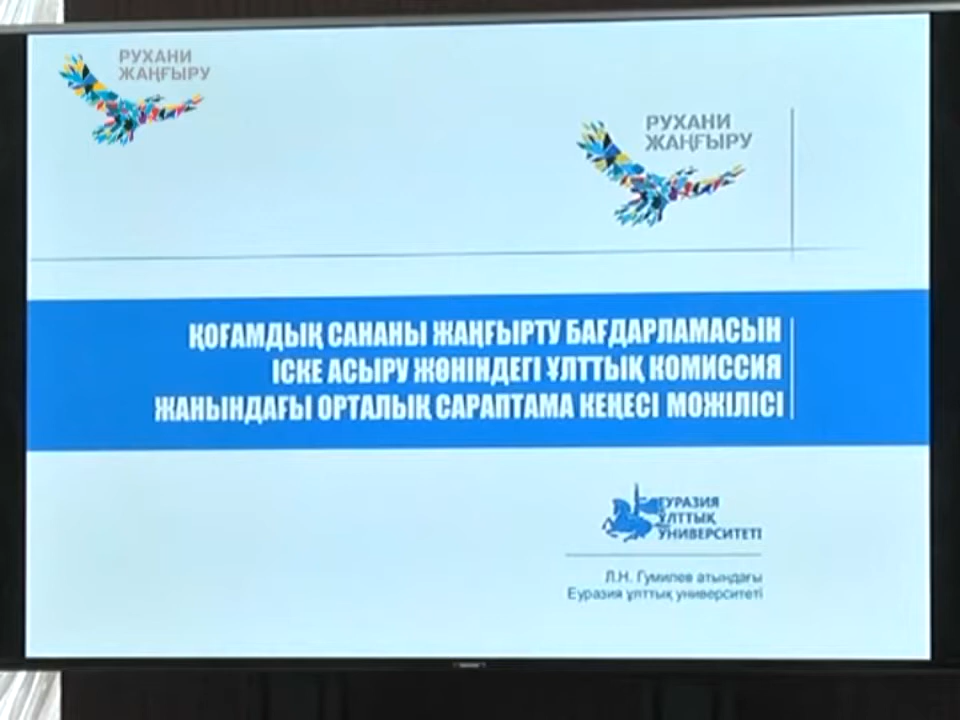 РУХАНИ
ЖАҢҒЫРУ
РУХАНИ
ЖАҢҒЫРУ
ҚОҒАМДЫҚ САНАНЫ ЖАҢҒЫРТУ БАҒДАРЛАМАСЫН
ІСКЕ АСЫРУ ЖӨНІНДЕГІ ҰЛТТЫҚ КОМИССИЯ
ЖАНЫНДАҒЫ ОРТАЛЫҚ САРАПТАМА КЕҢЕСІ МӘЖІЛІСІ
ЕУРАЗИЯ
ҰЛТТЫҚ
УНИВЕРСИТЕТІ
Л.Н. Гумилев атындағы
Еуразия ұлттық университеті